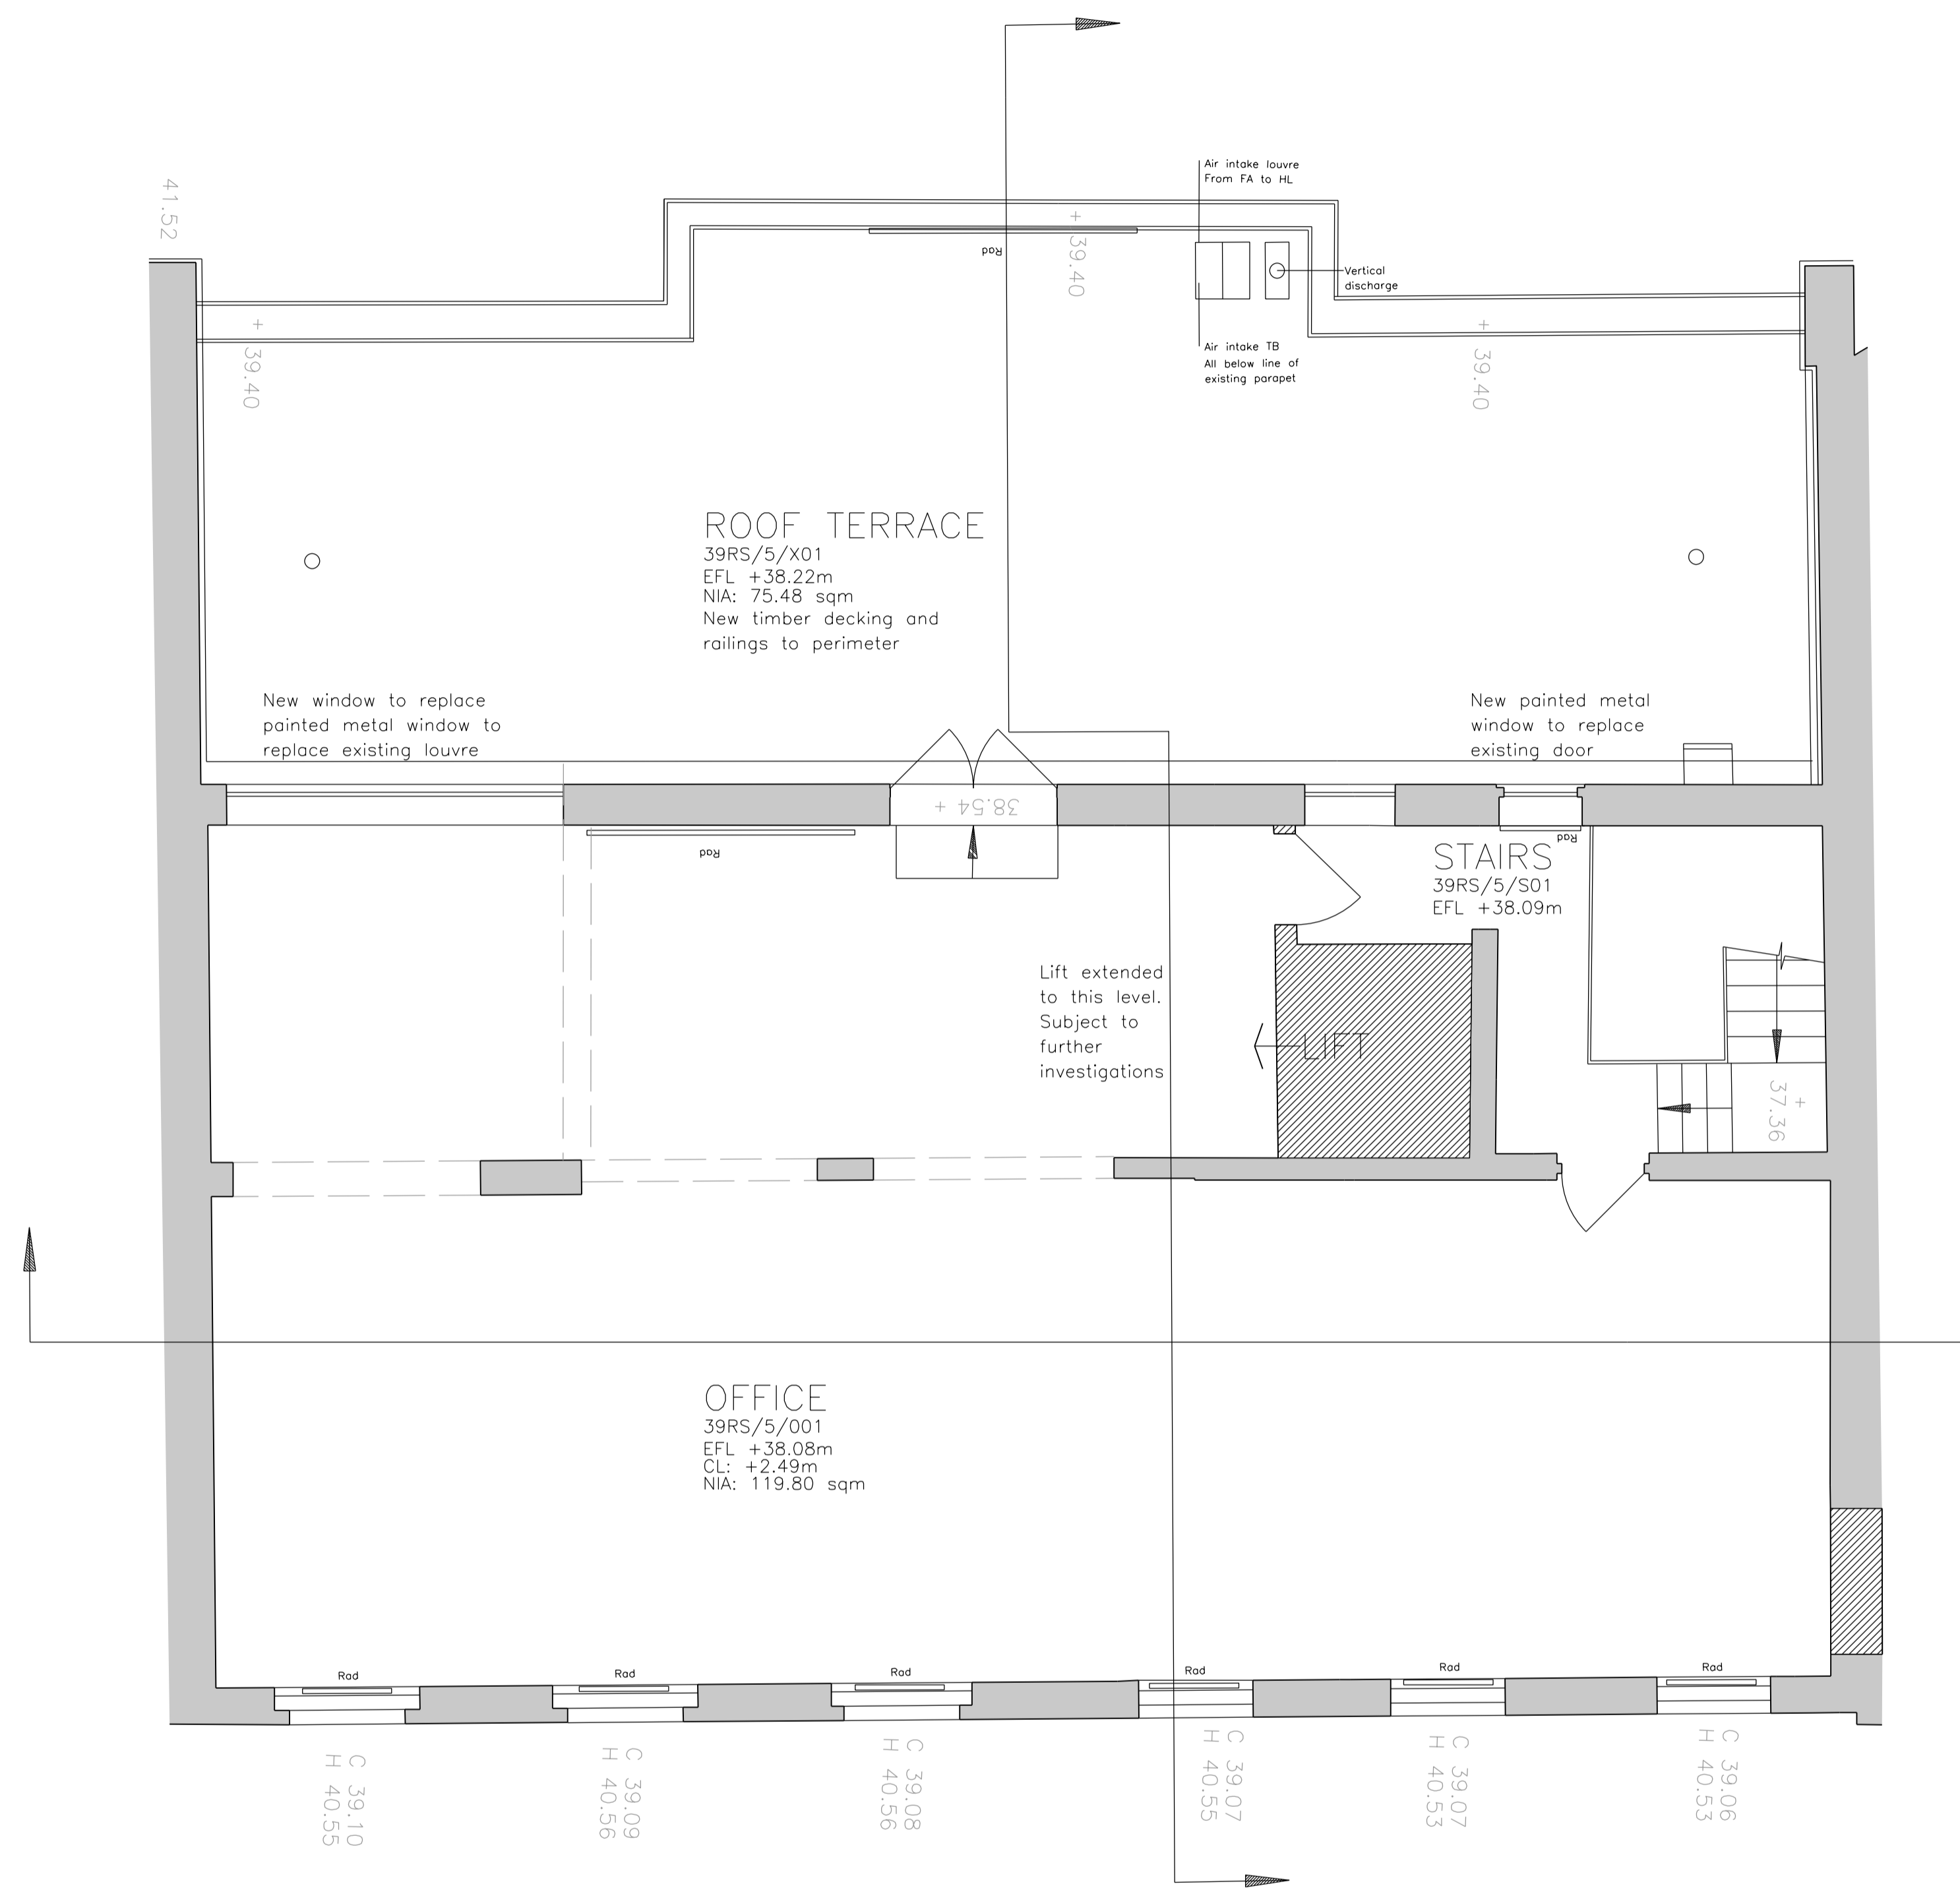 Air intake louvre
From FA to HL
41.52
+ 39.40
Rad
Vertical
discharge
+ 39.40
+ 39.40
Air intake TB
All below line of
existing parapet
ROOF TERRACE
39RS/5/X01
EFL +38.22m
NIA: 75.48 sqm
New timber decking and
railings to perimeter
New window to replace
painted metal window to
replace existing louvre
New painted metal
window to replace
existing door
38.54 +
Rad
Rad
STAIRS
39RS/5/S01
EFL +38.09m
Lift extended
to this level.
Subject to
further
investigations
LIFT
+
37.36
OFFICE
39RS/5/001
EFL +38.08m
CL: +2.49m
NIA: 119.80 sqm
Rad
Rad
Rad
Rad
Rad
Rad
C 39.10
H 40.55
C 39.09
H 40.56
C 39.08
H 40.56
C 39.07
H 40.55
C 39.07
H 40.53
C 39.06
H 40.53